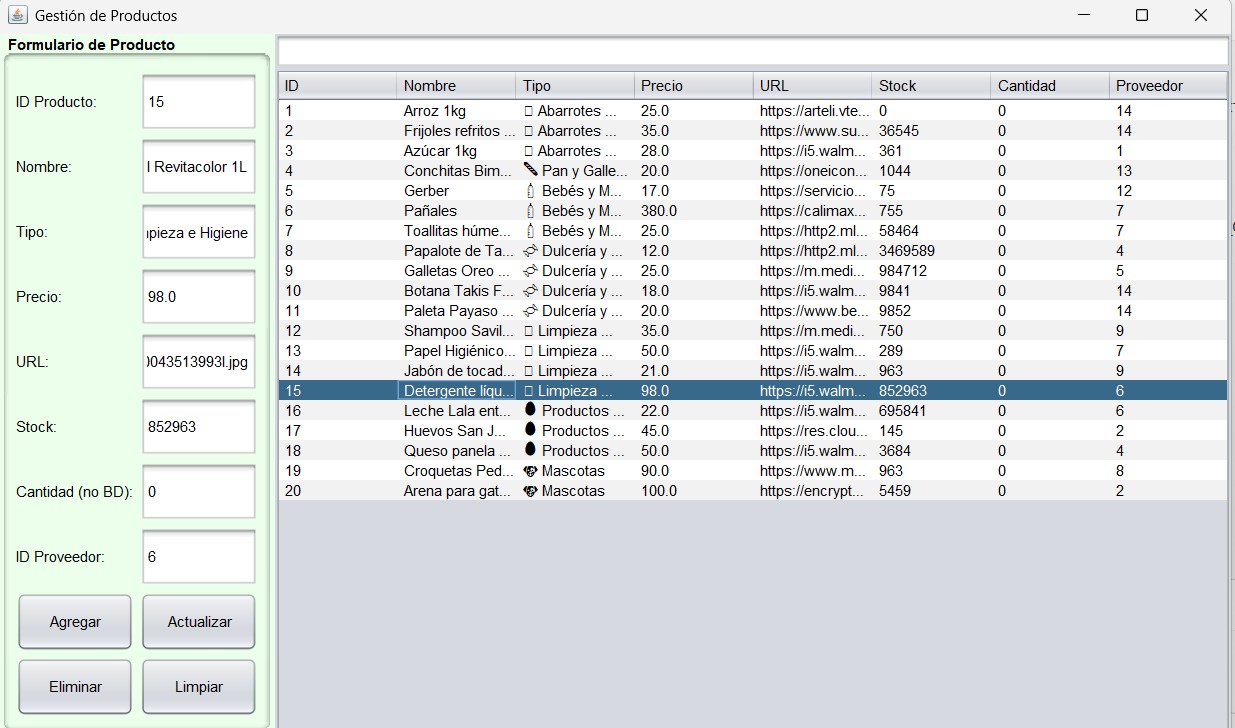 Gestión de Productos
Formulario de Producto
ID Producto: 15
Nombre: l Revitacolor 1L
Tipo: pieza e Higiene
Precio: 98.0
URL: 0043513993l.jpg
Stock: 852963
Cantidad (no BD): 0
ID Proveedor: 6
Agregar Actualizar
Eliminar Limpiar
ID Nombre Tipo Precio URL Stock Cantidad Proveedor
1 Arroz 1kg Abarrotes ... 25.0 https://arteli.vte... 0 0 14
2 Frijoles refritos ... Abarrotes ... 35.0 https://www.su... 36545 0 14
3 Azúcar 1kg Abarrotes ... 28.0 https://i5.walm... 361 0 1
4 Conchitas Bim... Pan y Galle... 20.0 https://oneicon... 1044 0 13
5 Gerber Bebés y M... 17.0 https://servicio... 75 0 12
6 Pañales Bebés y M... 380.0 https://calimax... 755 0 7
7 Toallitas húme... Bebés y M... 25.0 https://http2.ml... 58464 0 7
8 Papalote de Ta... Dulcería y ... 12.0 https://http2.ml... 3469589 0 4
9 Galletas Oreo ... Dulcería y ... 25.0 https://m.medi... 984712 0 5
10 Botana Takis F... Dulcería y ... 18.0 https://i5.walm... 9841 0 14
11 Paleta Payaso ... Dulcería y ... 20.0 https://www.be... 9852 0 14
12 Shampoo Savil... Limpieza ... 35.0 https://m.medi... 750 0 9
13 Papel Higiénico... Limpieza ... 50.0 https://i5.walm... 289 0 7
14 Jabón de tocad... Limpieza ... 21.0 https://i5.walm... 963 0 9
15 Detergente líqu... Limpieza ... 98.0 https://i5.walm... 852963 0 6
16 Leche Lala ent... Productos ... 22.0 https://i5.walm... 695841 0 6
17 Huevos San J... Productos ... 45.0 https://res.clou... 145 0 2
18 Queso panela ... Productos ... 50.0 https://i5.walm... 3684 0 4
19 Croquetas Ped... Mascotas 90.0 https://www.m... 963 0 8
20 Arena para gat... Mascotas 100.0 https://encrypt... 5459 0 2